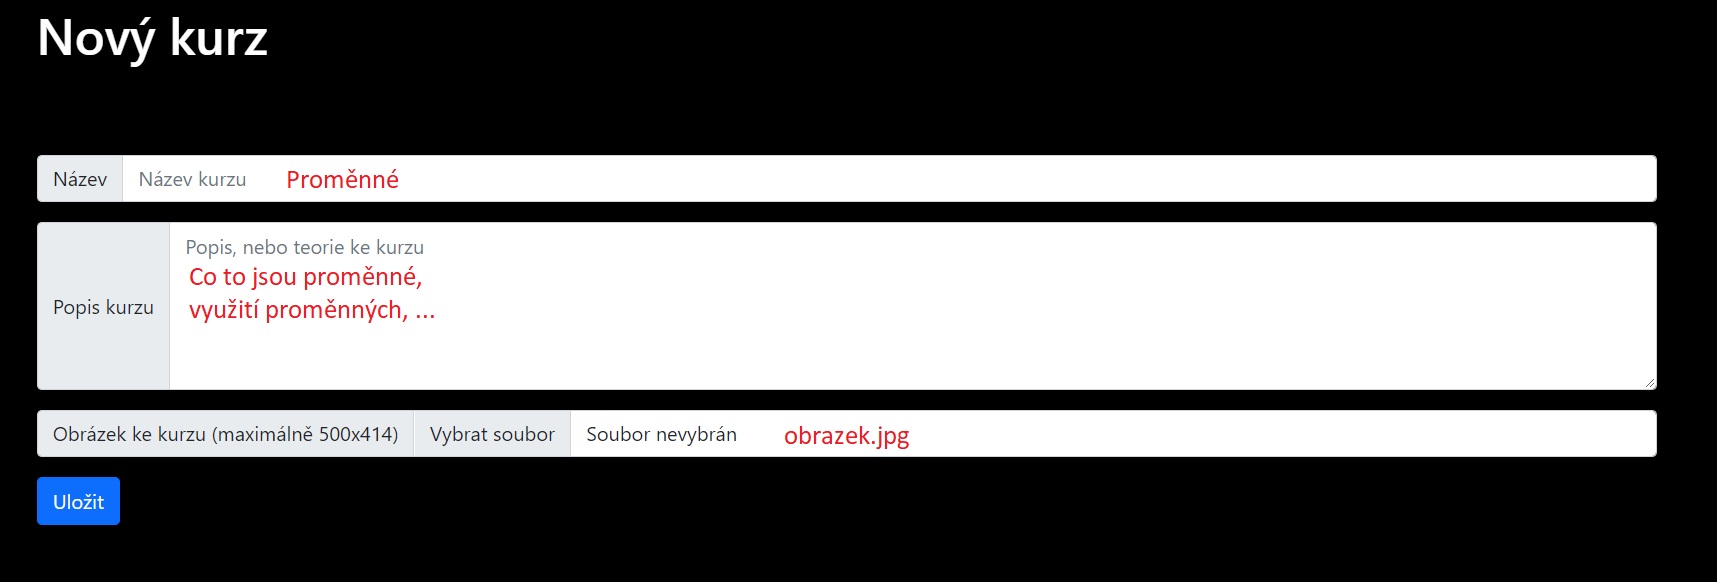 Nový kurz
Název Název kurzu Proměnné
Popis, nebo teorie ke kurzu
Co to jsou proměnné,
Popis kurzu využití proměnných, ...
Obrázek ke kurzu (maximálně 500x414) Vybrat soubor Soubor nevybrán obrazek.jpg
Uložit